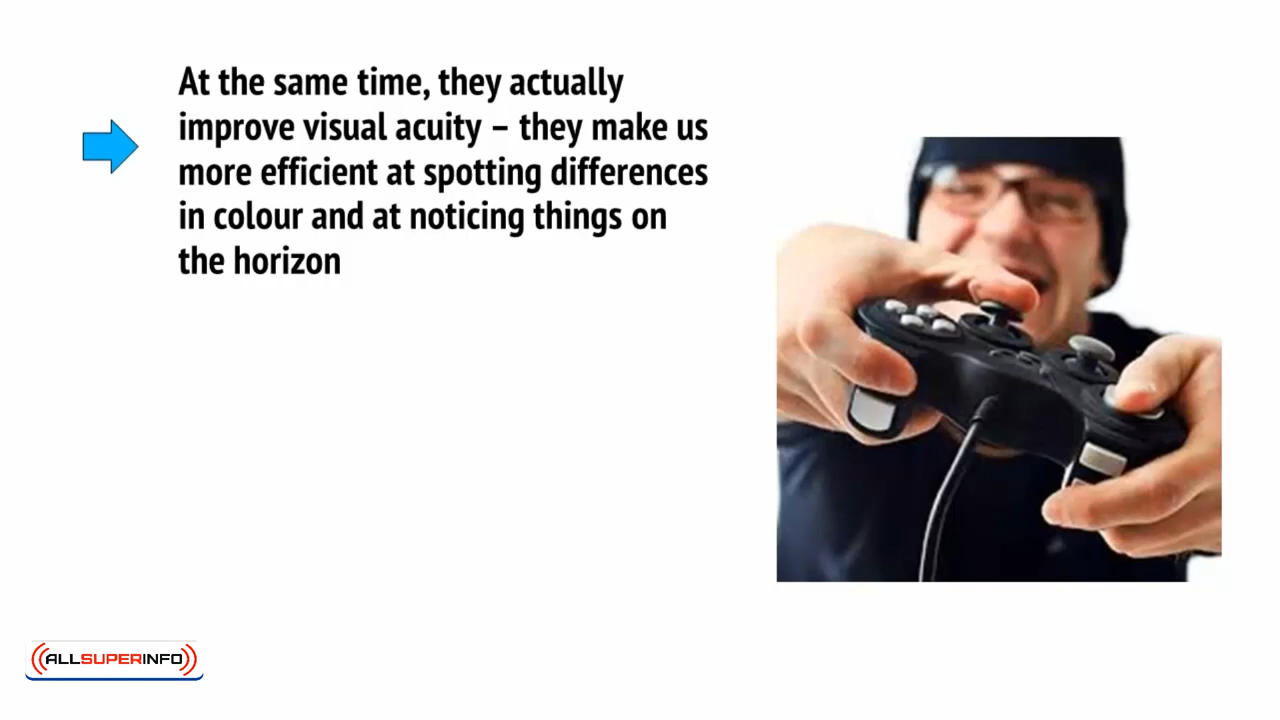 At the same time, they actually
improve visual acuity – they make us
more efficient at spotting differences
in colour and at noticing things on
the horizon
ALLSUPERINFO